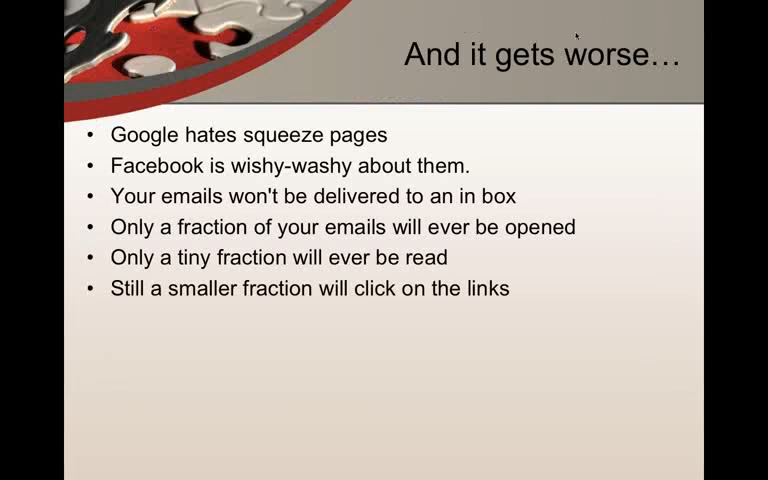 And it gets worse…
• Google hates squeeze pages
• Facebook is wishy-washy about them.
• Your emails won't be delivered to an in box
• Only a fraction of your emails will ever be opened
• Only a tiny fraction will ever be read
• Still a smaller fraction will click on the links